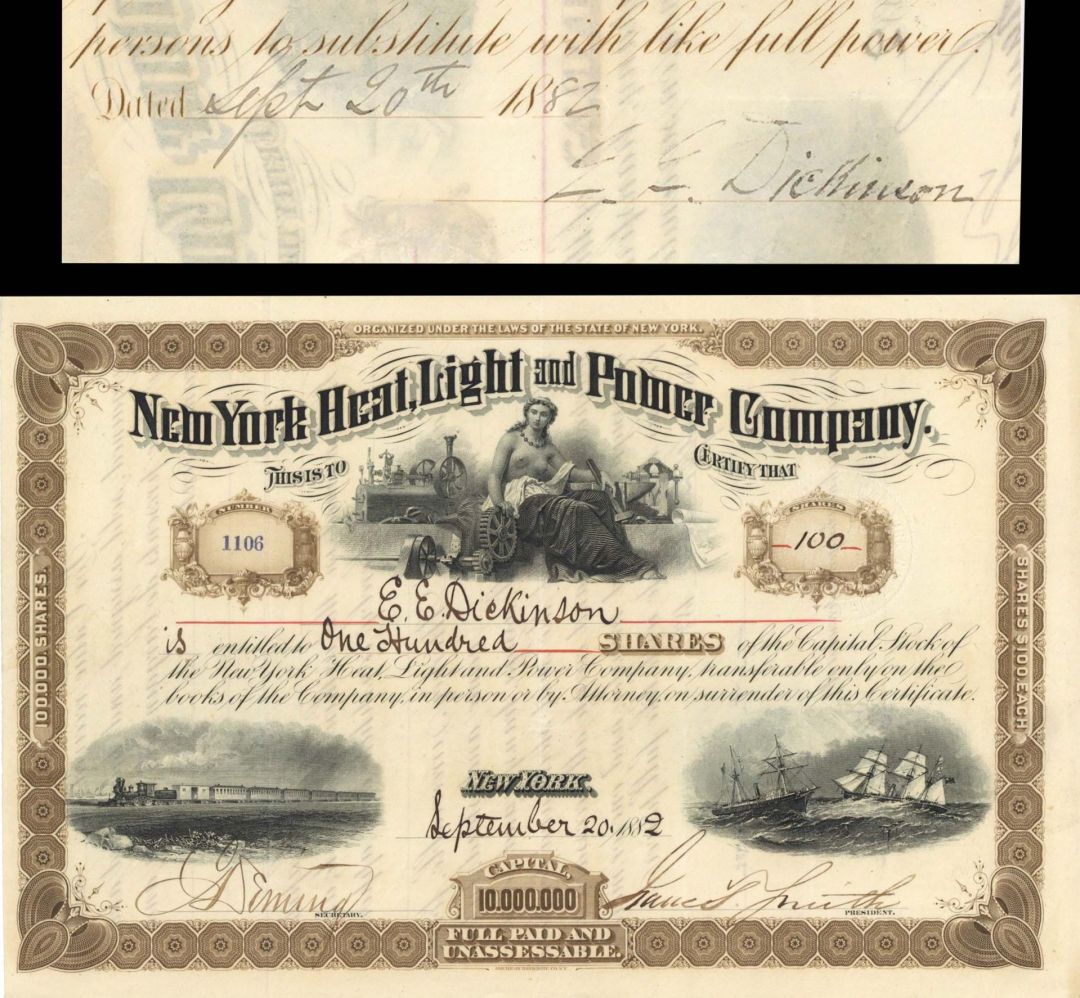 persons to substitute with like full power.
Dated Sept 20th 1882
E. E. Dickinson
ORGANIZED UNDER THE LAWS OF THE STATE OF NEW YORK.
New York Heat, Light and Power Company.
THIS IS TO CERTIFY THAT
NUMBER
1106
SHARES
100
E. E. Dickinson
is entitled to One Hundred SHARES of the Capital Stock of
the New York Heat, Light and Power Company, transferable only on the
books of the Company, in person or by Attorney, on surrender of this Certificate.
100,000 SHARES.
SHARES $100 EACH
NEW YORK.
September 20, 1882
Deming
SECRETARY.
CAPITAL,
10.000.000
FULL PAID AND
UNASSESSABLE.
Smith
PRESIDENT.